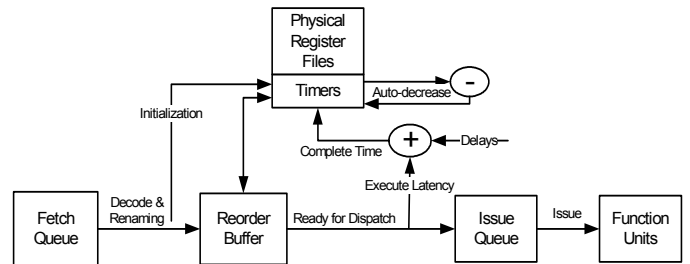 Physical
Register
Files
Timers
-
Auto-decrease
Initialization
+
Delays
Complete Time
Execute Latency
Decode &
Renaming
Fetch
Queue
Reorder
Buffer
Ready for Dispatch
Issue
Queue
Issue
Function
Units